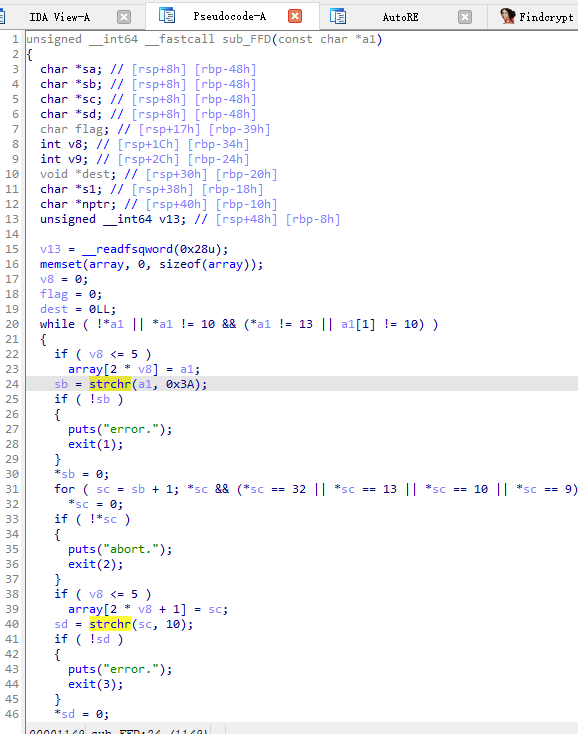 IDA View-A Pseudocode-A AutoRE Findcrypt
1 unsigned __int64 __fastcall sub_FFD(const char *a1)
2 {
3 char *sa; // [rsp+8h] [rbp-48h]
4 char *sb; // [rsp+8h] [rbp-48h]
5 char *sc; // [rsp+8h] [rbp-48h]
6 char *sd; // [rsp+8h] [rbp-48h]
7 char flag; // [rsp+17h] [rbp-39h]
8 int v8; // [rsp+1Ch] [rbp-34h]
9 int v9; // [rsp+2Ch] [rbp-24h]
10 void *dest; // [rsp+30h] [rbp-20h]
11 char *s1; // [rsp+38h] [rbp-18h]
12 char *nptr; // [rsp+40h] [rbp-10h]
13 unsigned __int64 v13; // [rsp+48h] [rbp-8h]
14
15 v13 = __readfsqword(0x28u);
16 memset(array, 0, sizeof(array));
17 v8 = 0;
18 flag = 0;
19 dest = 0LL;
20 while ( !*a1 || *a1 != 10 && (*a1 != 13 || a1[1] != 10) )
21 {
22 if ( v8 <= 5 )
23 array[2 * v8] = a1;
24 sb = strchr(a1, 0x3A);
25 if ( !sb )
26 {
27 puts("error.");
28 exit(1);
29 }
30 *sb = 0;
31 for ( sc = sb + 1; *sc && (*sc == 32 || *sc == 13 || *sc == 10 || *sc == 9)
32 *sc = 0;
33 if ( !*sc )
34 {
35 puts("abort.");
36 exit(2);
37 }
38 if ( v8 <= 5 )
39 array[2 * v8 + 1] = sc;
40 sd = strchr(sc, 10);
41 if ( !sd )
42 {
43 puts("error.");
44 exit(3);
45 }
46 *sd = 0;